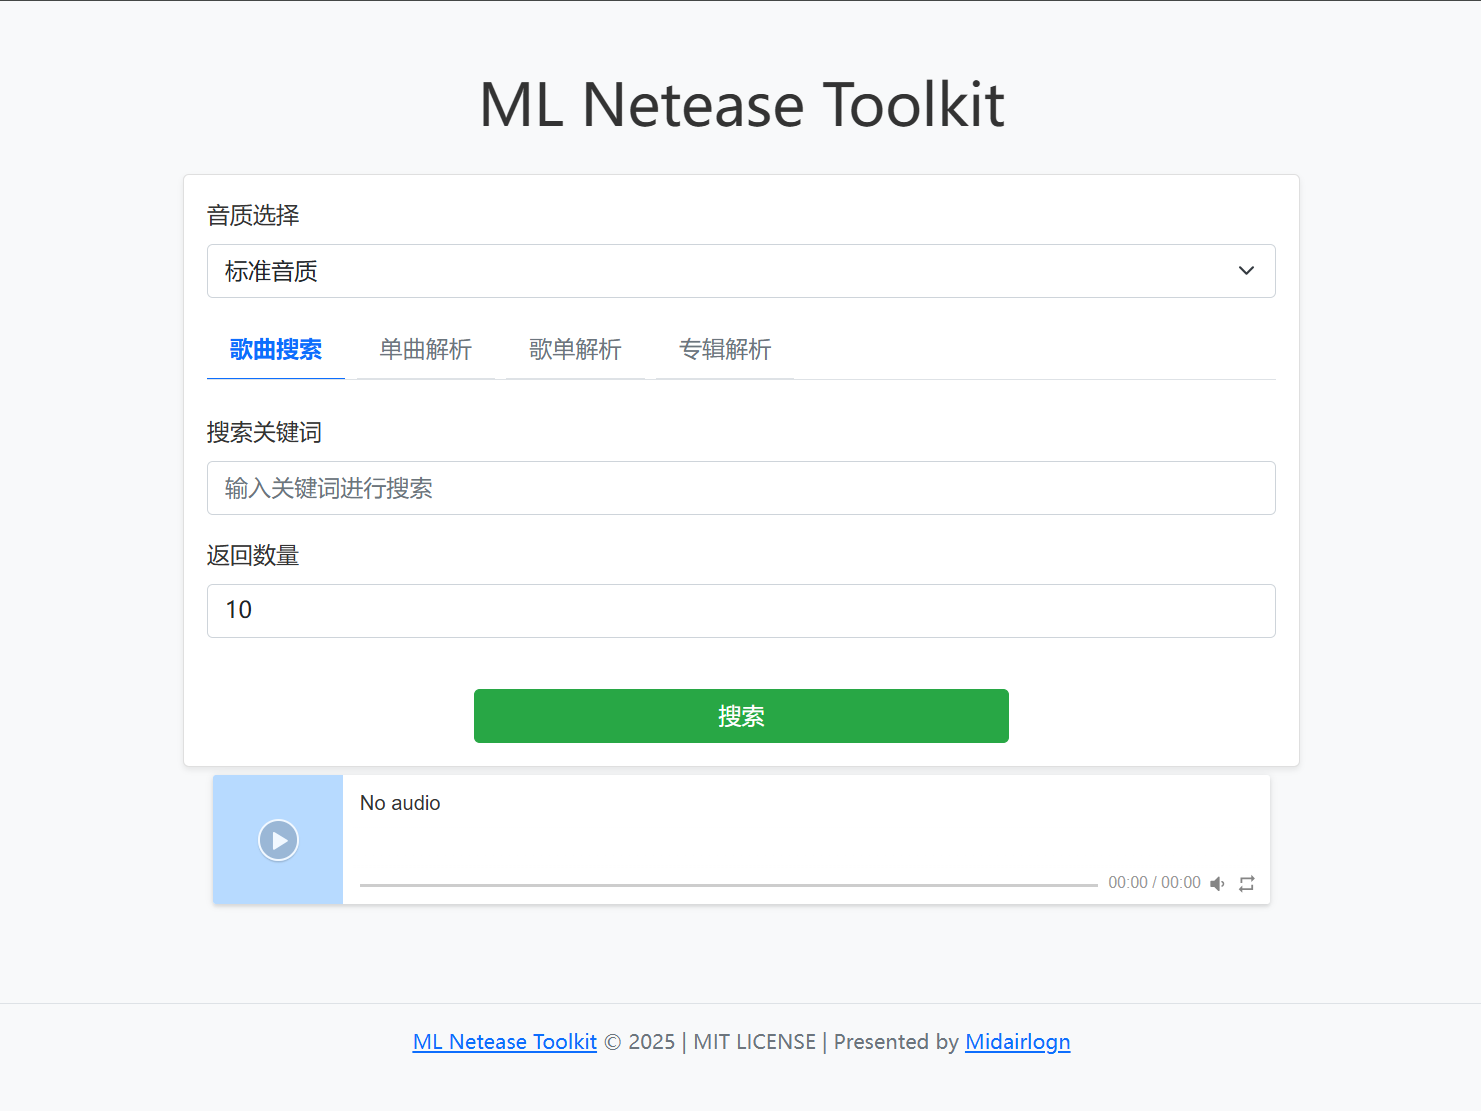 ML Netease Toolkit
音质选择
标准音质
歌曲搜索 单曲解析 歌单解析 专辑解析
搜索关键词
输入关键词进行搜索
返回数量
10
搜索
No audio
00:00 / 00:00
ML Netease Toolkit © 2025 | MIT LICENSE | Presented by Midairlogn